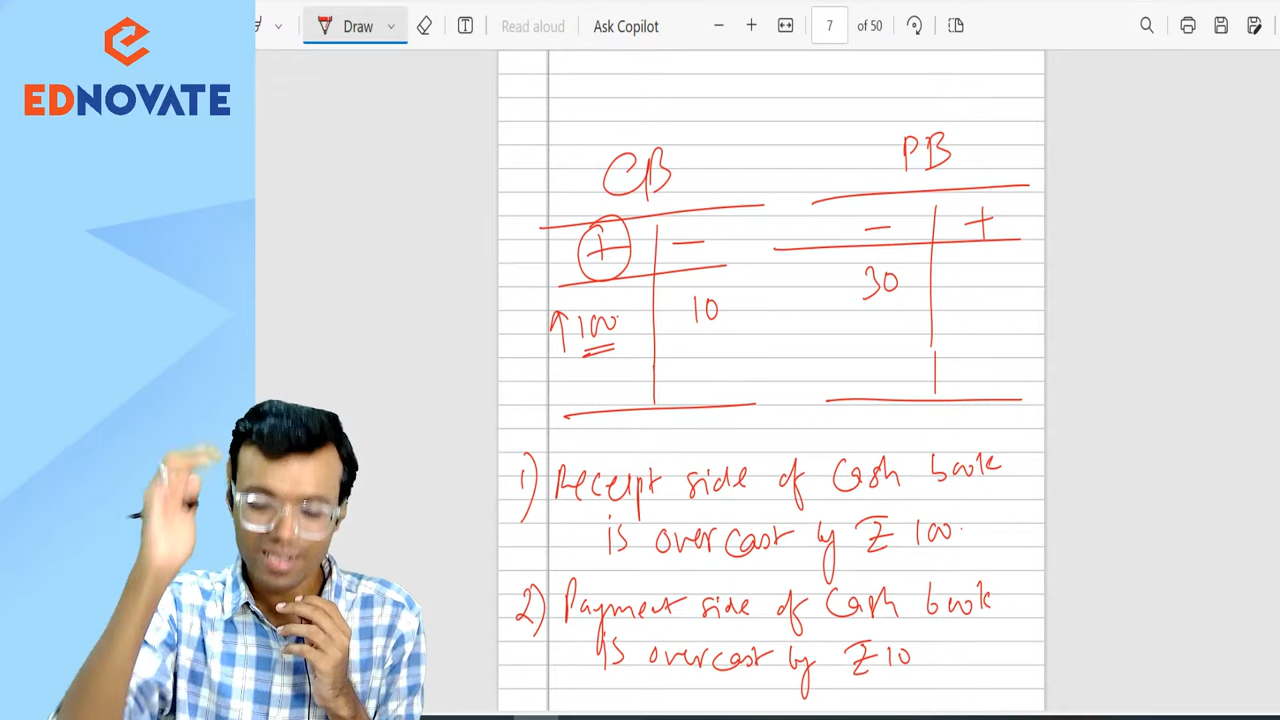 Draw
Read aloud
Ask Copilot
7
of 50
EDNOVATE
CB
PB
+ −
− +
↑ 100
10
30
1) Receipt side of Cash book
is overcast by ₹ 100.
2) Payment side of Cash book
is overcast by ₹ 10